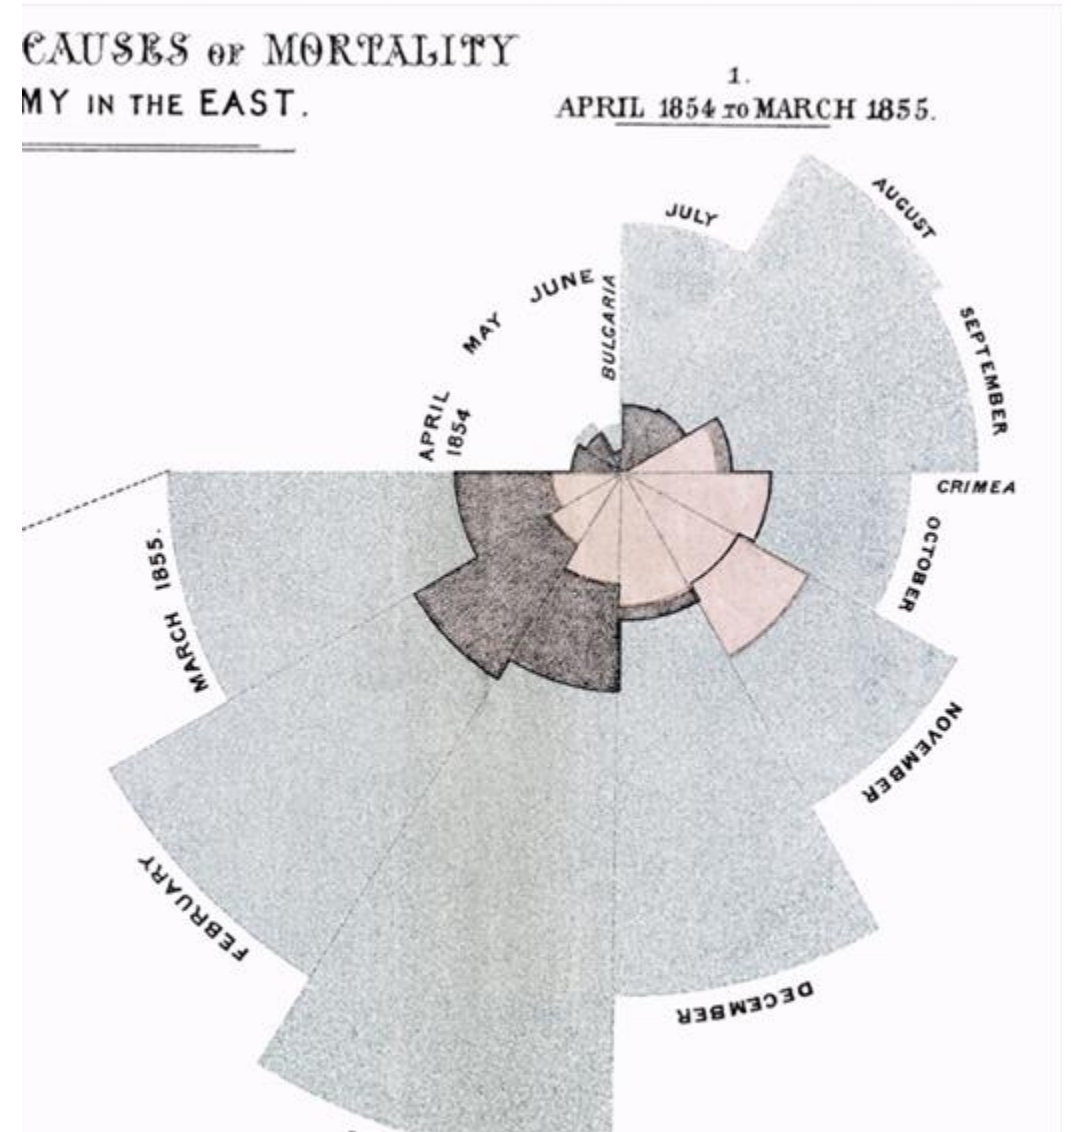 CAUSES OF MORTALITY
MY IN THE EAST.
1.
APRIL 1854 TO MARCH 1855.
APRIL
1854
MAY
JUNE
BULGARIA
JULY
AUGUST
SEPTEMBER
CRIMEA
OCTOBER
NOVEMBER
DECEMBER
FEBRUARY
MARCH 1855.